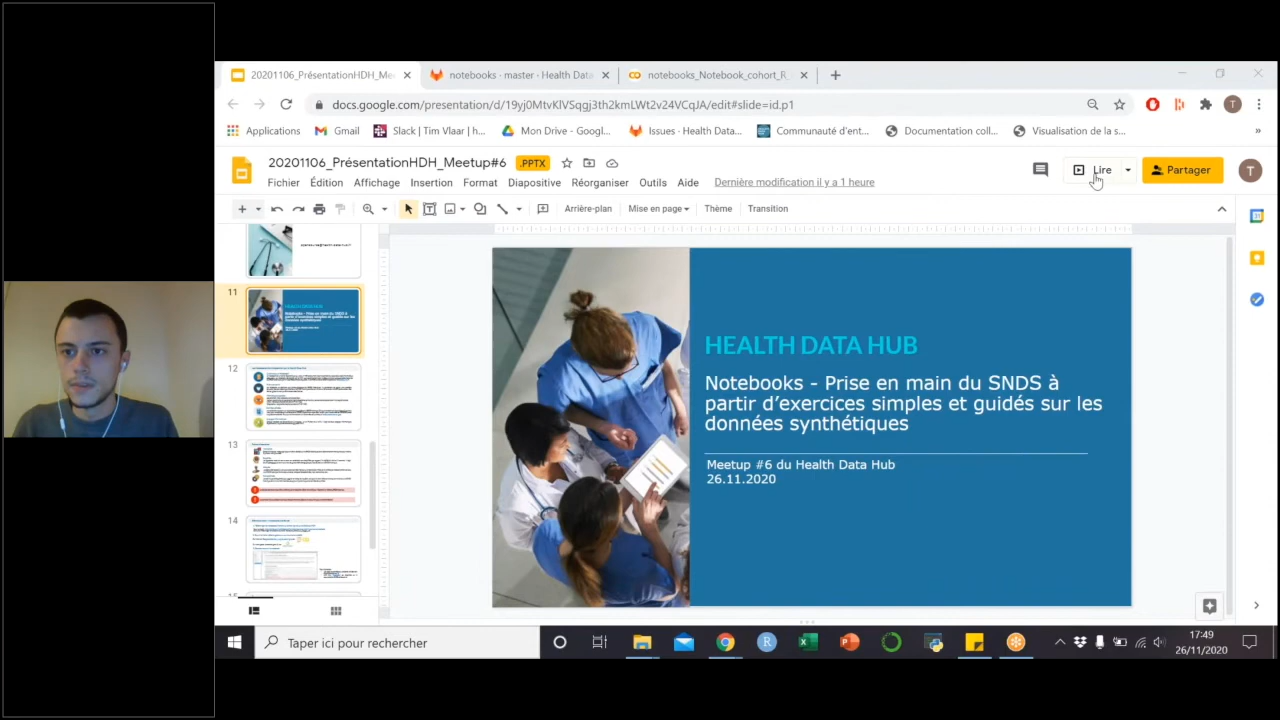 20201106_PrésentationHDH_Me
notebooks · master · Health Data
notebooks_Notebook_cohort_R_
docs.google.com/presentation/d/19yj0MtvKlVSqgj3th2kmLWt2v24VCqJA/edit#slide=id.p1
Applications
Gmail
Slack | Tim Vlaar | h...
Mon Drive - Googl...
Issues · Health Data...
Communauté d'ent...
Documentation coll...
Visualisation de la s...
»
20201106_PrésentationHDH_Meetup#6
.PPTX
Lire
Partager
T
Fichier Édition Affichage Insertion Format Diapositive Réorganiser Outils Aide
Dernière modification il y a 1 heure
Arrière-plan
Mise en page
Thème
Transition
11
12
13
14
HEALTH DATA HUB
Notebooks - Prise en main du SNDS à
partir d'exercices simples et guidés sur les
données synthétiques
Meetup #6 du Health Data Hub
26.11.2020
Taper ici pour rechercher
17:49
26/11/2020